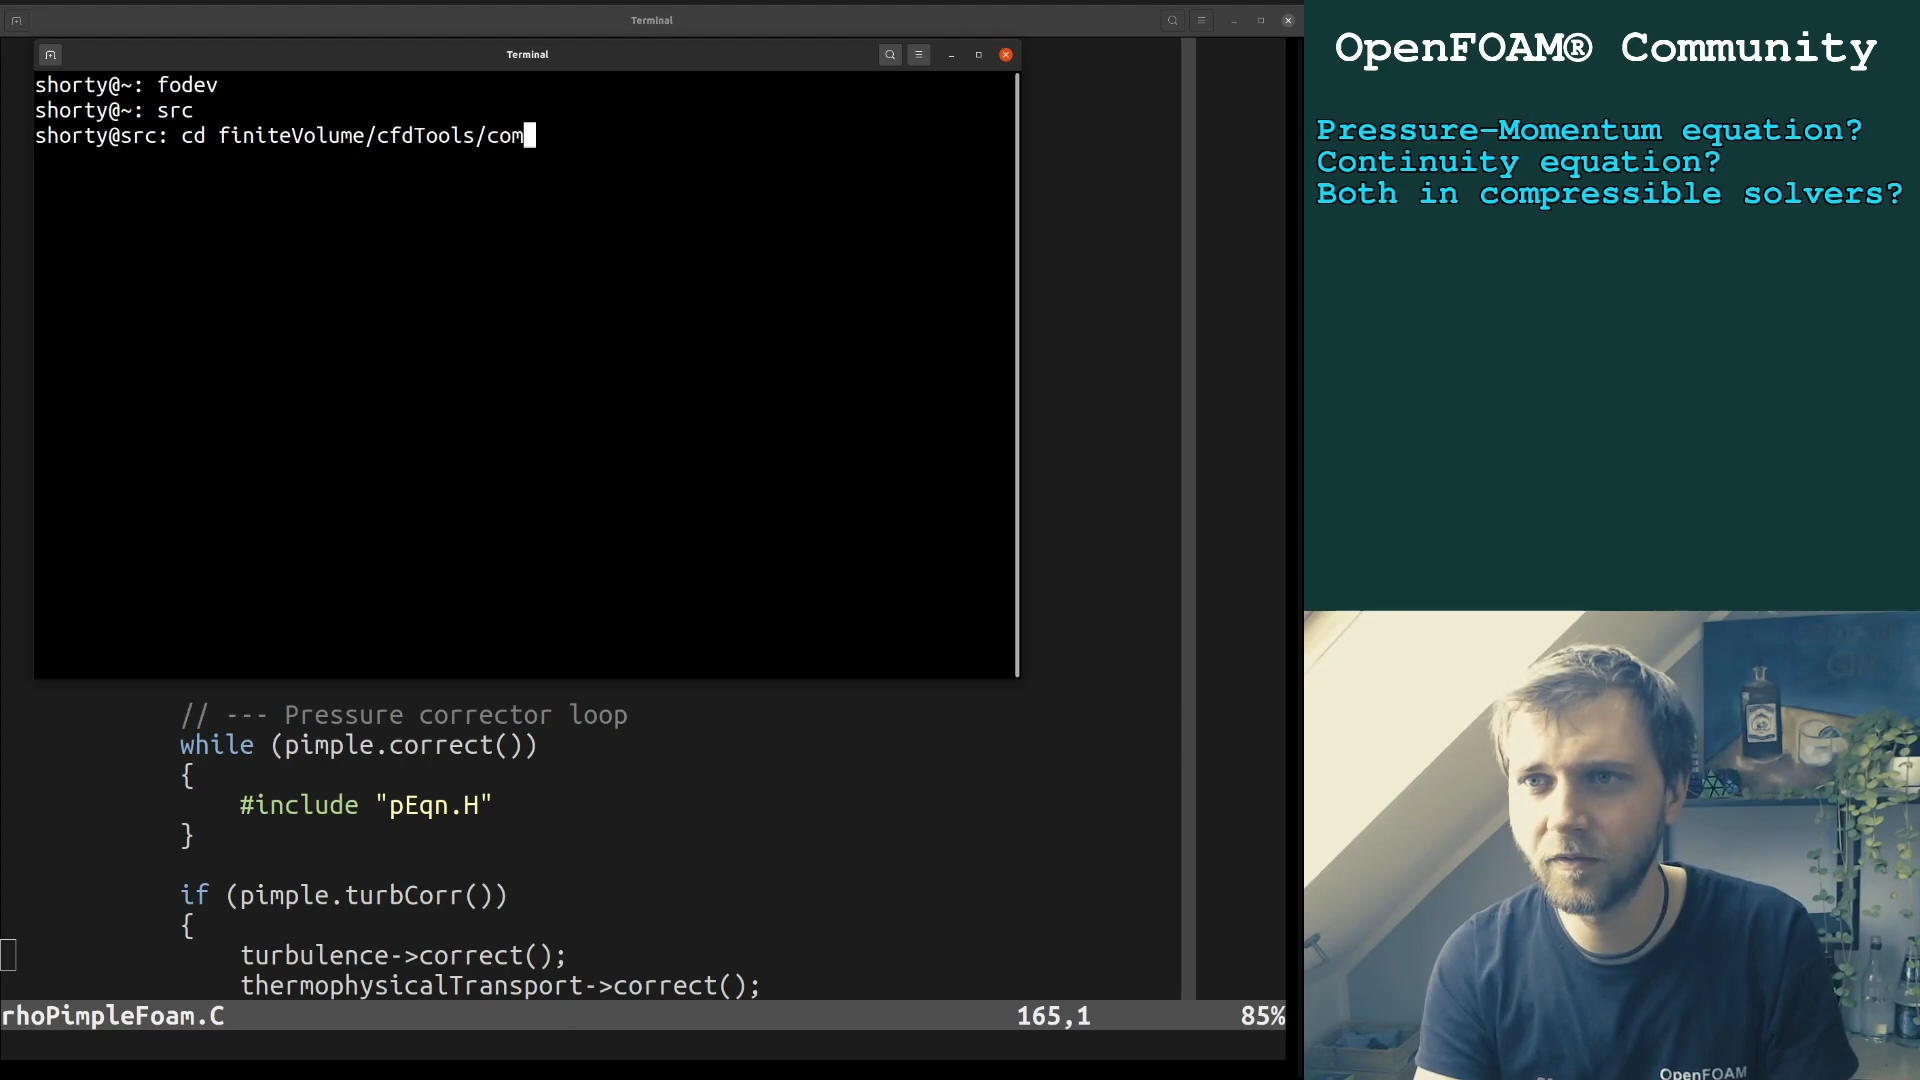 Terminal
Terminal
shorty@~: fodev
shorty@~: src
shorty@src: cd finiteVolume/cfdTools/com
// --- Pressure corrector loop
while (pimple.correct())
{
#include "pEqn.H"
}
if (pimple.turbCorr())
{
turbulence->correct();
thermophysicalTransport->correct();
rhoPimpleFoam.C 165,1 85%
OpenFOAM® Community
Pressure-Momentum equation?
Continuity equation?
Both in compressible solvers?
OpenFOAM